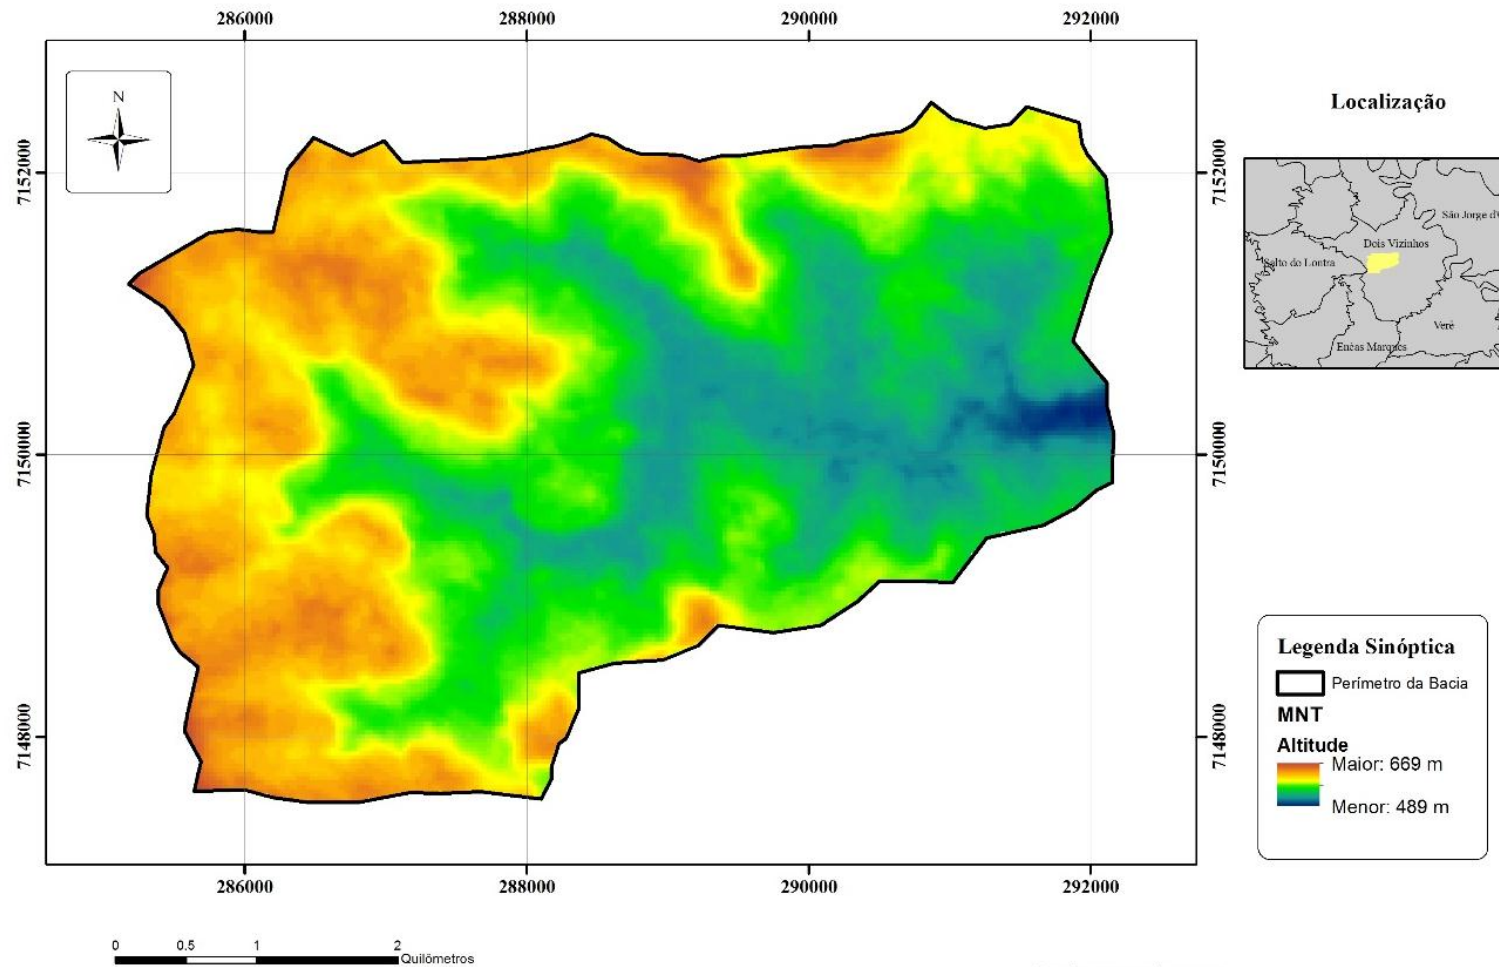 286000
288000
290000
292000
N
Localização
7152000
7152000
São Jorge d'
Dois Vizinhos
Salto do Lontra
Verê
Enéas Marques
7150000
7150000
Legenda Sinóptica
Perímetro da Bacia
MNT
Altitude
Maior: 669 m
Menor: 489 m
7148000
7148000
286000
288000
290000
292000
0 0.5 1 2
Quilômetros